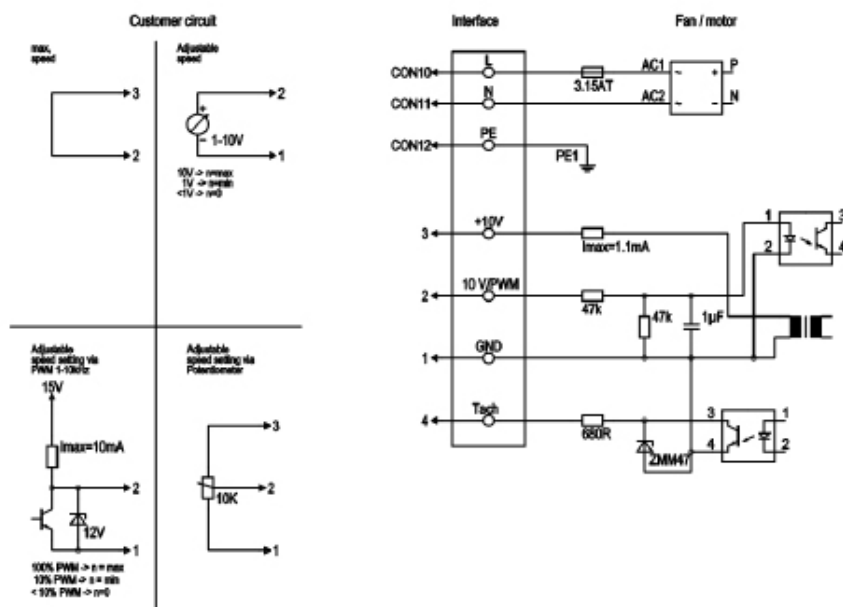 Customer circuit
Interface
Fan / motor
max,
speed
Adjustable
speed
3
2
2
+
1-10V
−
1
10V -> n=max
1V -> n=min
<1V -> n=0
Adjustable
speed setting via
PWM 1-10kHz
15V
Imax=10mA
2
12V
1
100% PWM -> n = max
10% PWM -> n = min
< 10% PWM -> n=0
Adjustable
speed setting via
Potentiometer
3
2
10K
1
CON10
L
3.15AT
AC1
~
+
P
CON11
N
AC2
~
−
N
CON12
PE
PE1
3
+10V
Imax=1.1mA
1
2
3
4
2
10 V/PWM
47k
47k
1µF
1
GND
4
Tach
680R
ZMM47
3
4
1
2